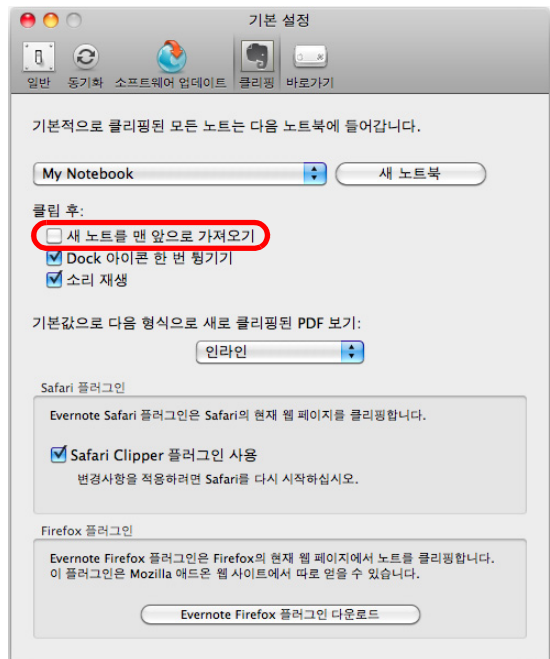 기본 설정
일반 동기화 소프트웨어 업데이트 클리핑 바로가기
기본적으로 클리핑된 모든 노트는 다음 노트북에 들어갑니다.
My Notebook 새 노트북
클립 후:
새 노트를 맨 앞으로 가져오기
Dock 아이콘 한 번 튕기기
소리 재생
기본값으로 다음 형식으로 새로 클리핑된 PDF 보기:
인라인
Safari 플러그인
Evernote Safari 플러그인은 Safari의 현재 웹 페이지를 클리핑합니다.
Safari Clipper 플러그인 사용
변경사항을 적용하려면 Safari를 다시 시작하십시오.
Firefox 플러그인
Evernote Firefox 플러그인은 Firefox의 현재 웹 페이지에서 노트를 클리핑합니다.
이 플러그인은 Mozilla 애드온 웹 사이트에서 따로 얻을 수 있습니다.
Evernote Firefox 플러그인 다운로드